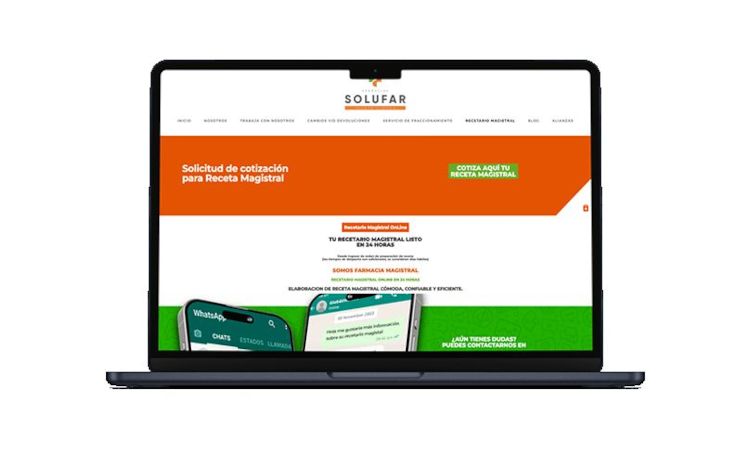 SOLUFAR
INICIO NOSOTROS TRABAJA CON NOSOTROS CAMBIOS Y/O DEVOLUCIONES SERVICIO DE FRACCIONAMIENTO RECETARIO MAGISTRAL BLOG ALIANZAS
Solicitud de cotización
para Receta Magistral
COTIZA AQUÍ TU
RECETA MAGISTRAL
Recetario Magistral OnLine
TU RECETARIO MAGISTRAL LISTO
EN 24 HORAS
SOMOS FARMACIA MAGISTRAL
RECETARIO MAGISTRAL ONLINE EN 24 HORAS
ELABORACION DE RECETA MAGISTRAL CÓMODA, CONFIABLE Y EFICIENTE.
WhatsApp
CHATS ESTADOS LLAMADA
Hola me gustaría más información
sobre su recetario magistral
¿AÚN TIENES DUDAS?
PUEDES CONTACTARNOS EN